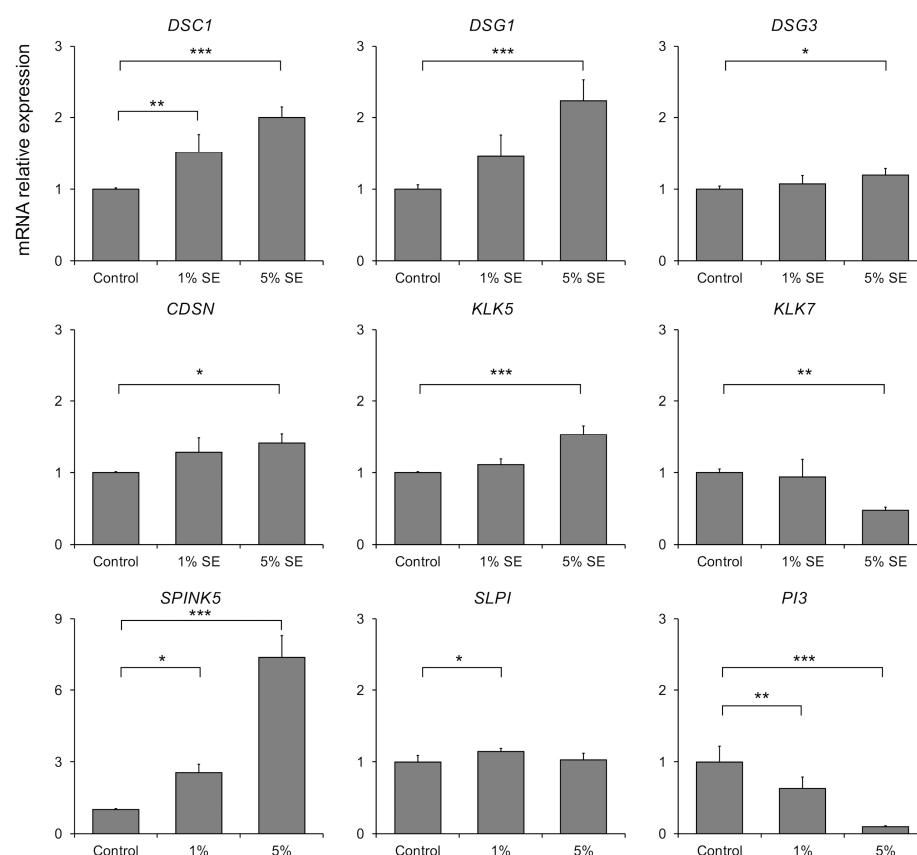 DSC1 DSG1 DSG3
mRNA relative expression
3 3 3
*** *** *
**
2 2 2
1 1 1
0 0 0
Control 1% SE 5% SE Control 1% SE 5% SE Control 1% SE 5% SE
CDSN KLK5 KLK7
3 3 3
* *** **
2 2 2
1 1 1
0 0 0
Control 1% SE 5% SE Control 1% SE 5% SE Control 1% SE 5% SE
SPINK5 SLPI PI3
***
9 3 3
* * ***
6 2 2
**
3 1 1
0 0 0
Control 1% 5% Control 1% 5% Control 1% 5%